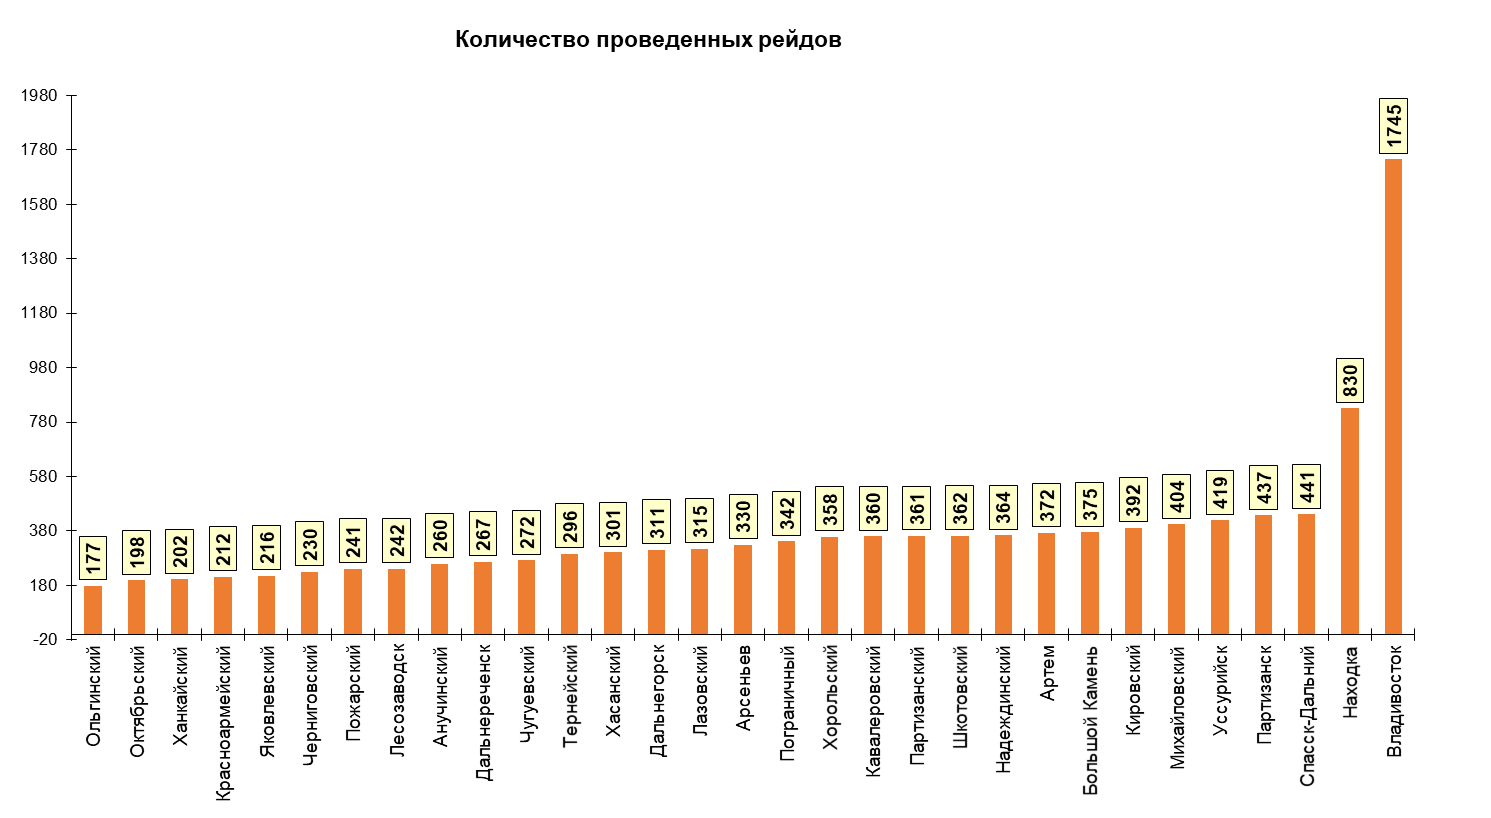 Количество проведенных рейдов
1980
1780
1580
1380
1180
980
780
580
380
180
-20
177
198
202
212
216
230
241
242
260
267
272
296
301
311
315
330
342
358
360
361
362
364
372
375
392
404
419
437
441
830
1745
Ольгинский
Октябрьский
Ханкайский
Красноармейский
Яковлевский
Черниговский
Пожарский
Лесозаводск
Анучинский
Дальнереченск
Чугуевский
Тернейский
Хасанский
Дальнегорск
Лазовский
Арсеньев
Пограничный
Хорольский
Кавалеровский
Партизанский
Шкотовский
Надеждинский
Артем
Большой Камень
Кировский
Михайловский
Уссурийск
Партизанск
Спасск-Дальний
Находка
Владивосток